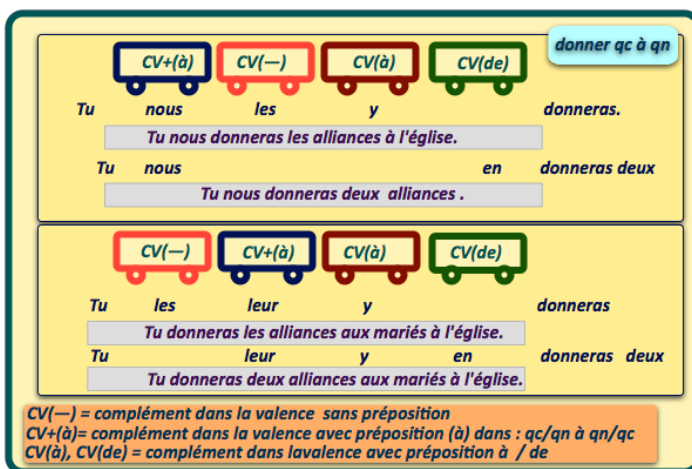 donner qc à qn
CV+(à) CV(—) CV(à) CV(de)
Tu nous les y donneras.
Tu nous donneras les alliances à l'église.
Tu nous en donneras deux
Tu nous donneras deux alliances .
CV(—) CV+(à) CV(à) CV(de)
Tu les leur y donneras
Tu donneras les alliances aux mariés à l'église.
Tu leur y en donneras deux
Tu donneras deux alliances aux mariés à l'église.
CV(—) = complément dans la valence sans préposition
CV+(à)= complément dans la valence avec préposition (à) dans : qc/qn à qn/qc
CV(à), CV(de) = complément dans lavalence avec préposition à / de